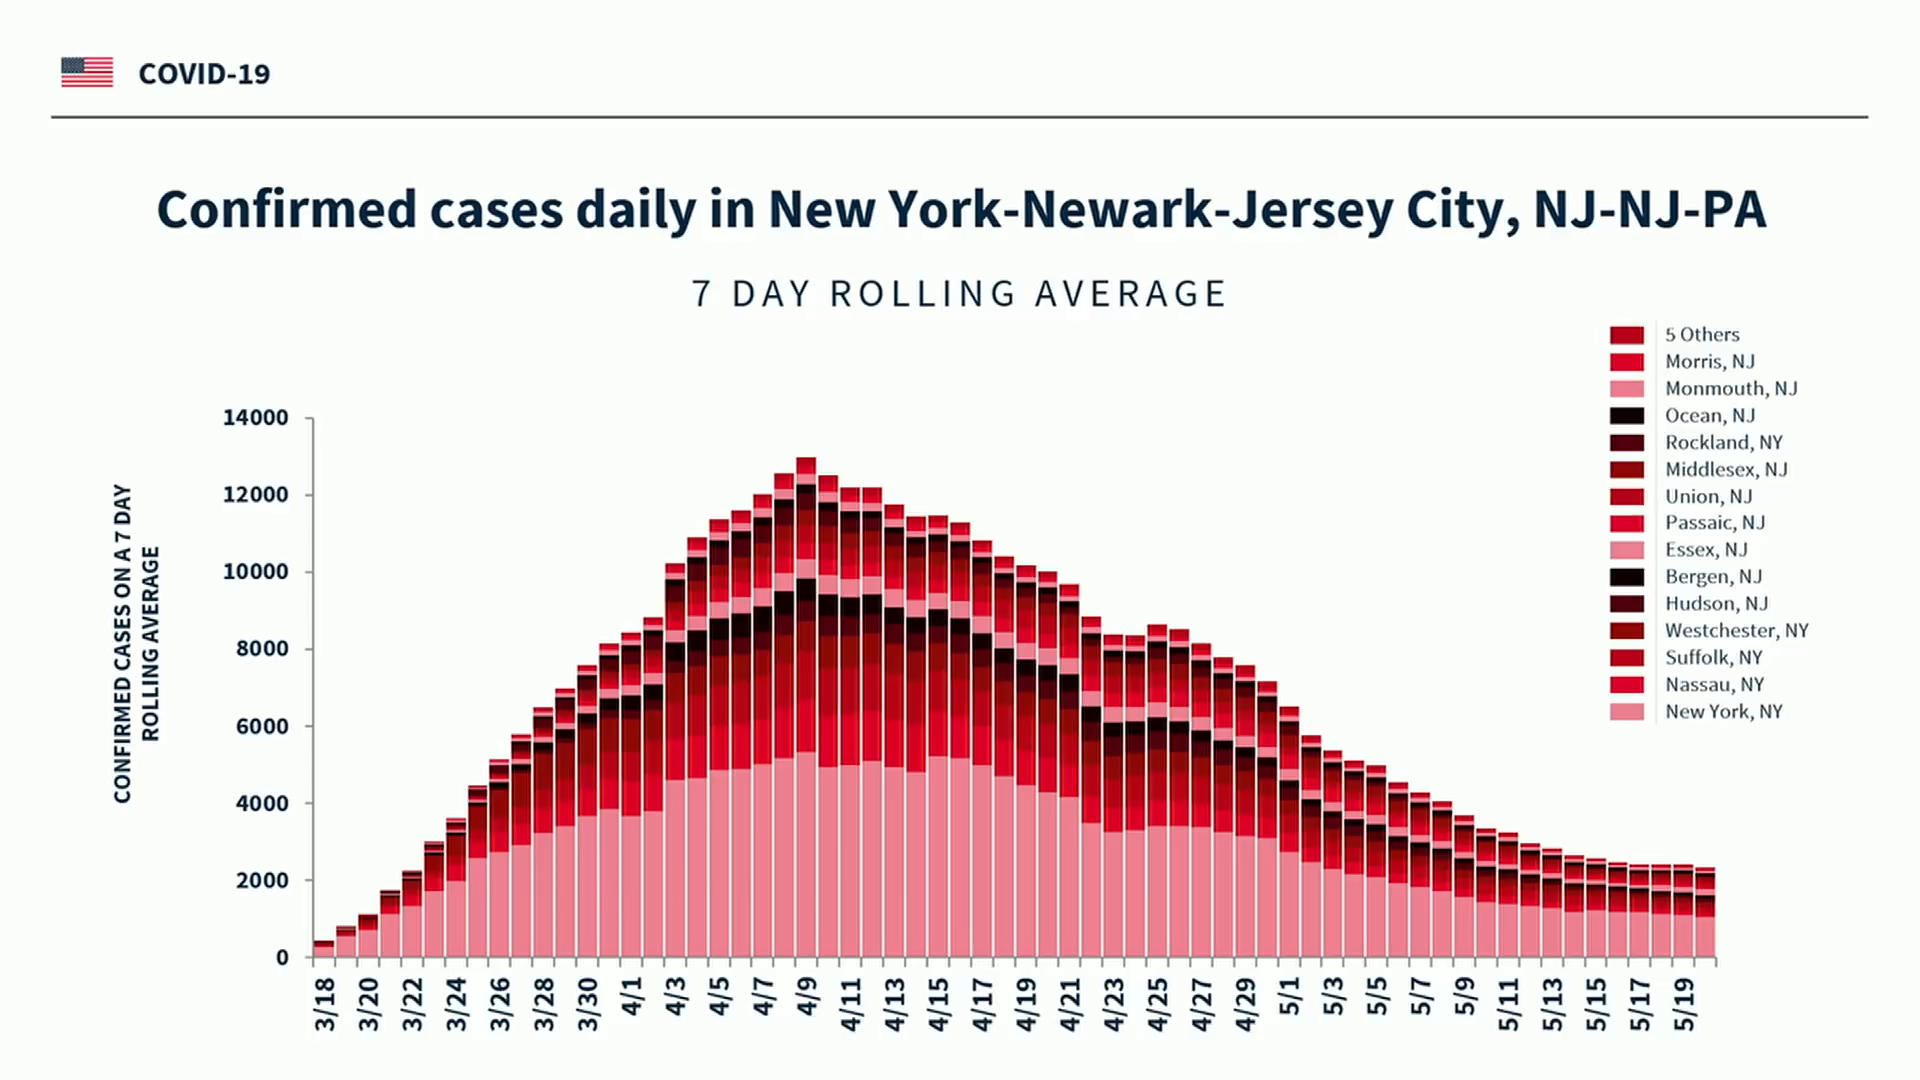 COVID-19
Confirmed cases daily in New York-Newark-Jersey City, NJ-NJ-PA
7 DAY ROLLING AVERAGE
5 Others
Morris, NJ
Monmouth, NJ
Ocean, NJ
Rockland, NY
Middlesex, NJ
Union, NJ
Passaic, NJ
Essex, NJ
Bergen, NJ
Hudson, NJ
Westchester, NY
Suffolk, NY
Nassau, NY
New York, NY
CONFIRMED CASES ON A 7 DAY
ROLLING AVERAGE
14000
12000
10000
8000
6000
4000
2000
0
3/18
3/20
3/22
3/24
3/26
3/28
3/30
4/1
4/3
4/5
4/7
4/9
4/11
4/13
4/15
4/17
4/19
4/21
4/23
4/25
4/27
4/29
5/1
5/3
5/5
5/7
5/9
5/11
5/13
5/15
5/17
5/19